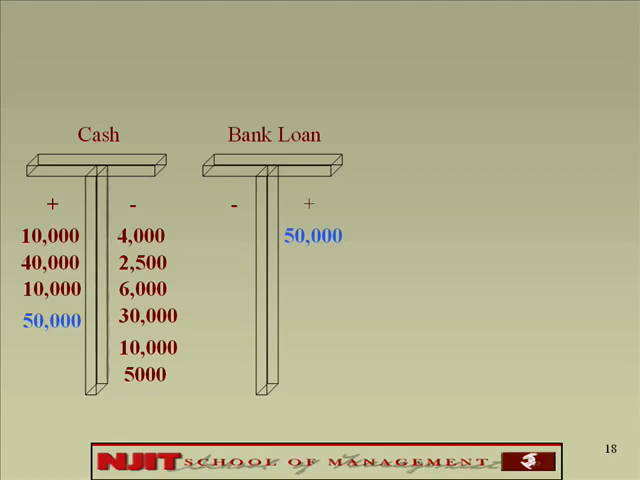 Cash Bank Loan
+ - - +
10,000 4,000 50,000
40,000 2,500
10,000 6,000
50,000 30,000
10,000
5000
18
NJIT SCHOOL OF MANAGEMENT